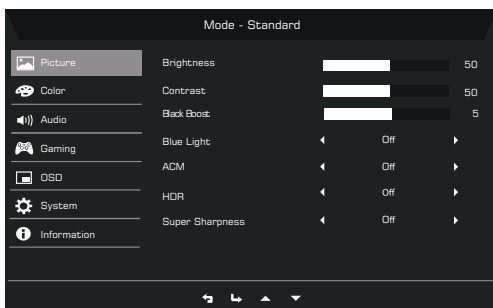 Mode - Standard
Picture
Color
Audio
Gaming
OSD
System
Information
Brightness 50
Contrast 50
Black Boost 5
Blue Light Off
ACM Off
HDR Off
Super Sharpness Off